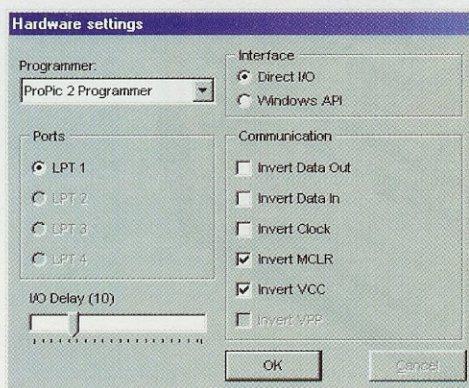 Hardware settings
Programmer:
ProPic 2 Programmer
Ports
LPT 1
LPT 2
LPT 3
LPT 4
I/O Delay (10)
Interface
Direct I/O
Windows API
Communication
Invert Data Out
Invert Data In
Invert Clock
Invert MCLR
Invert VCC
Invert VPP
OK
Cancel